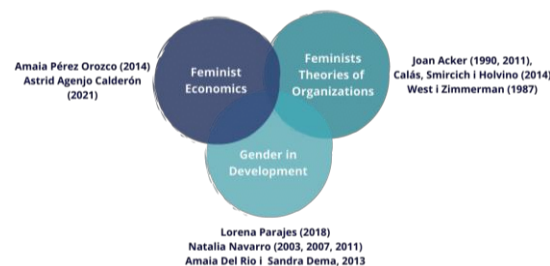 Amaia Pérez Orozco (2014)
Astrid Agenjo Calderón
(2021)
Feminist
Economics
Feminists
Theories of
Organizations
Joan Acker (1990, 2011),
Calás, Smircich i Holvino (2014)
West i Zimmerman (1987)
Gender in
Development
Lorena Parajes (2018)
Natalia Navarro (2003, 2007, 2011)
Amaia Del Rio i Sandra Dema, 2013